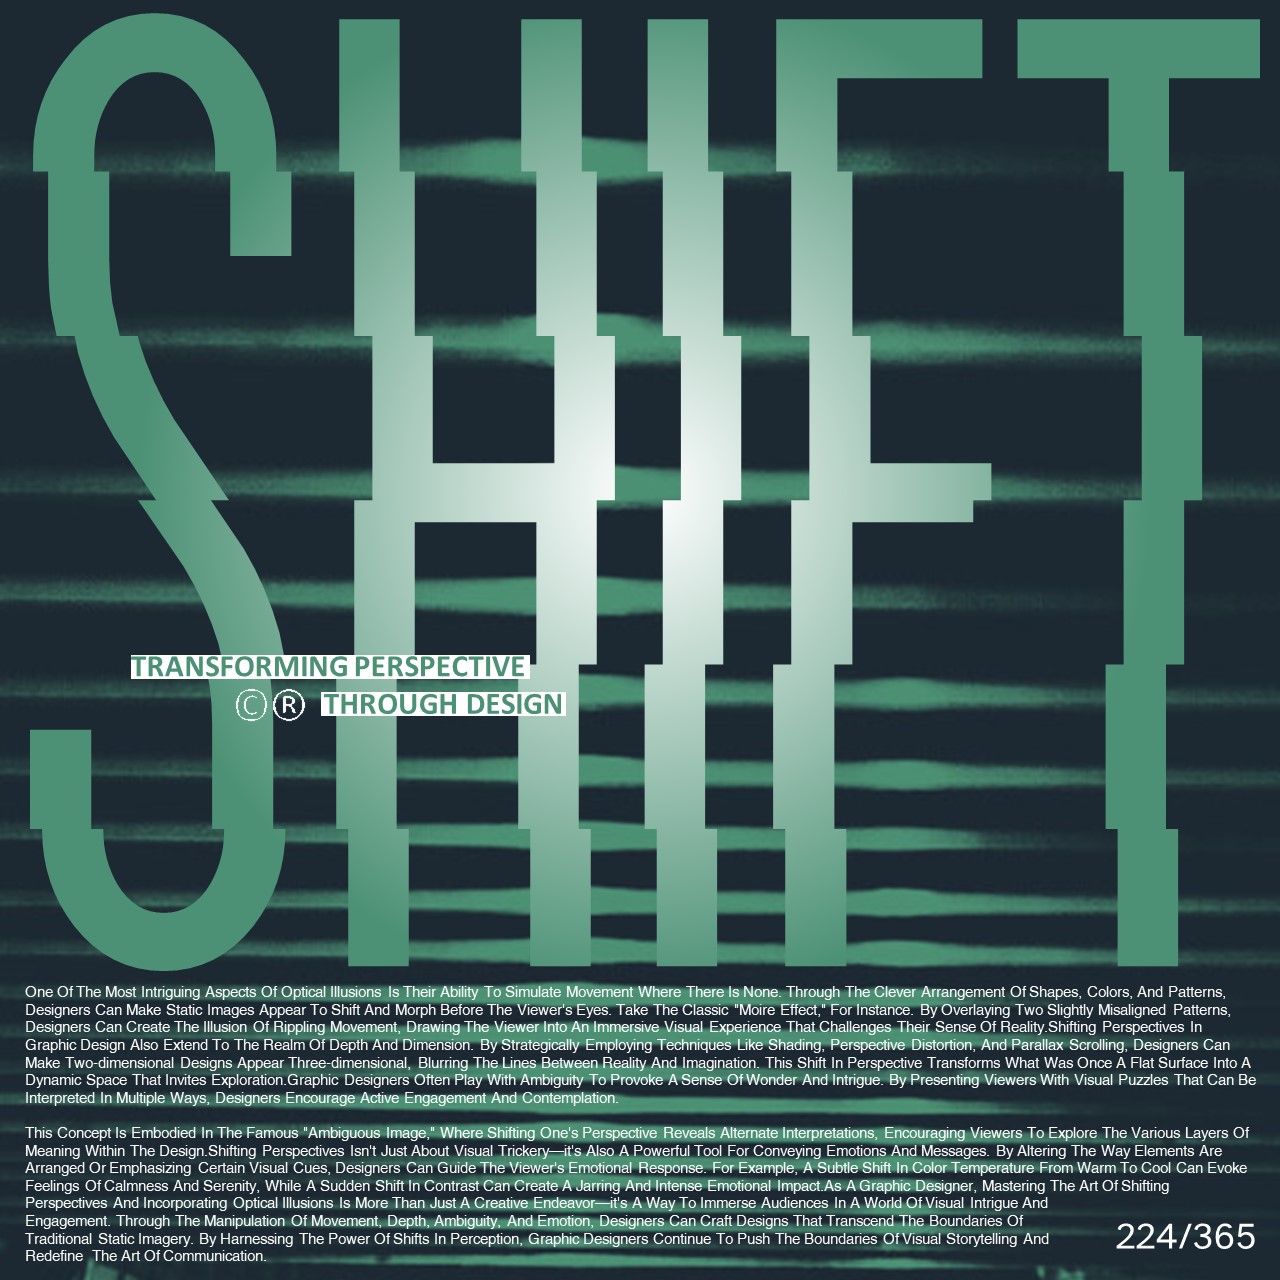 SHIFT
TRANSFORMING PERSPECTIVE
©® THROUGH DESIGN
One Of The Most Intriguing Aspects Of Optical Illusions Is Their Ability To Simulate Movement Where There Is None. Through The Clever Arrangement Of Shapes, Colors, And Patterns,
Designers Can Make Static Images Appear To Shift And Morph Before The Viewer's Eyes. Take The Classic "Moire Effect," For Instance. By Overlaying Two Slightly Misaligned Patterns,
Designers Can Create The Illusion Of Rippling Movement, Drawing The Viewer Into An Immersive Visual Experience That Challenges Their Sense Of Reality.Shifting Perspectives In
Graphic Design Also Extend To The Realm Of Depth And Dimension. By Strategically Employing Techniques Like Shading, Perspective Distortion, And Parallax Scrolling, Designers Can
Make Two-dimensional Designs Appear Three-dimensional, Blurring The Lines Between Reality And Imagination. This Shift In Perspective Transforms What Was Once A Flat Surface Into A
Dynamic Space That Invites Exploration.Graphic Designers Often Play With Ambiguity To Provoke A Sense Of Wonder And Intrigue. By Presenting Viewers With Visual Puzzles That Can Be
Interpreted In Multiple Ways, Designers Encourage Active Engagement And Contemplation.
This Concept Is Embodied In The Famous "Ambiguous Image," Where Shifting One's Perspective Reveals Alternate Interpretations, Encouraging Viewers To Explore The Various Layers Of
Meaning Within The Design.Shifting Perspectives Isn't Just About Visual Trickery—it's Also A Powerful Tool For Conveying Emotions And Messages. By Altering The Way Elements Are
Arranged Or Emphasizing Certain Visual Cues, Designers Can Guide The Viewer's Emotional Response. For Example, A Subtle Shift In Color Temperature From Warm To Cool Can Evoke
Feelings Of Calmness And Serenity, While A Sudden Shift In Contrast Can Create A Jarring And Intense Emotional Impact.As A Graphic Designer, Mastering The Art Of Shifting
Perspectives And Incorporating Optical Illusions Is More Than Just A Creative Endeavor—it's A Way To Immerse Audiences In A World Of Visual Intrigue And
Engagement. Through The Manipulation Of Movement, Depth, Ambiguity, And Emotion, Designers Can Craft Designs That Transcend The Boundaries Of
Traditional Static Imagery. By Harnessing The Power Of Shifts In Perception, Graphic Designers Continue To Push The Boundaries Of Visual Storytelling And
Redefine The Art Of Communication.
224/365